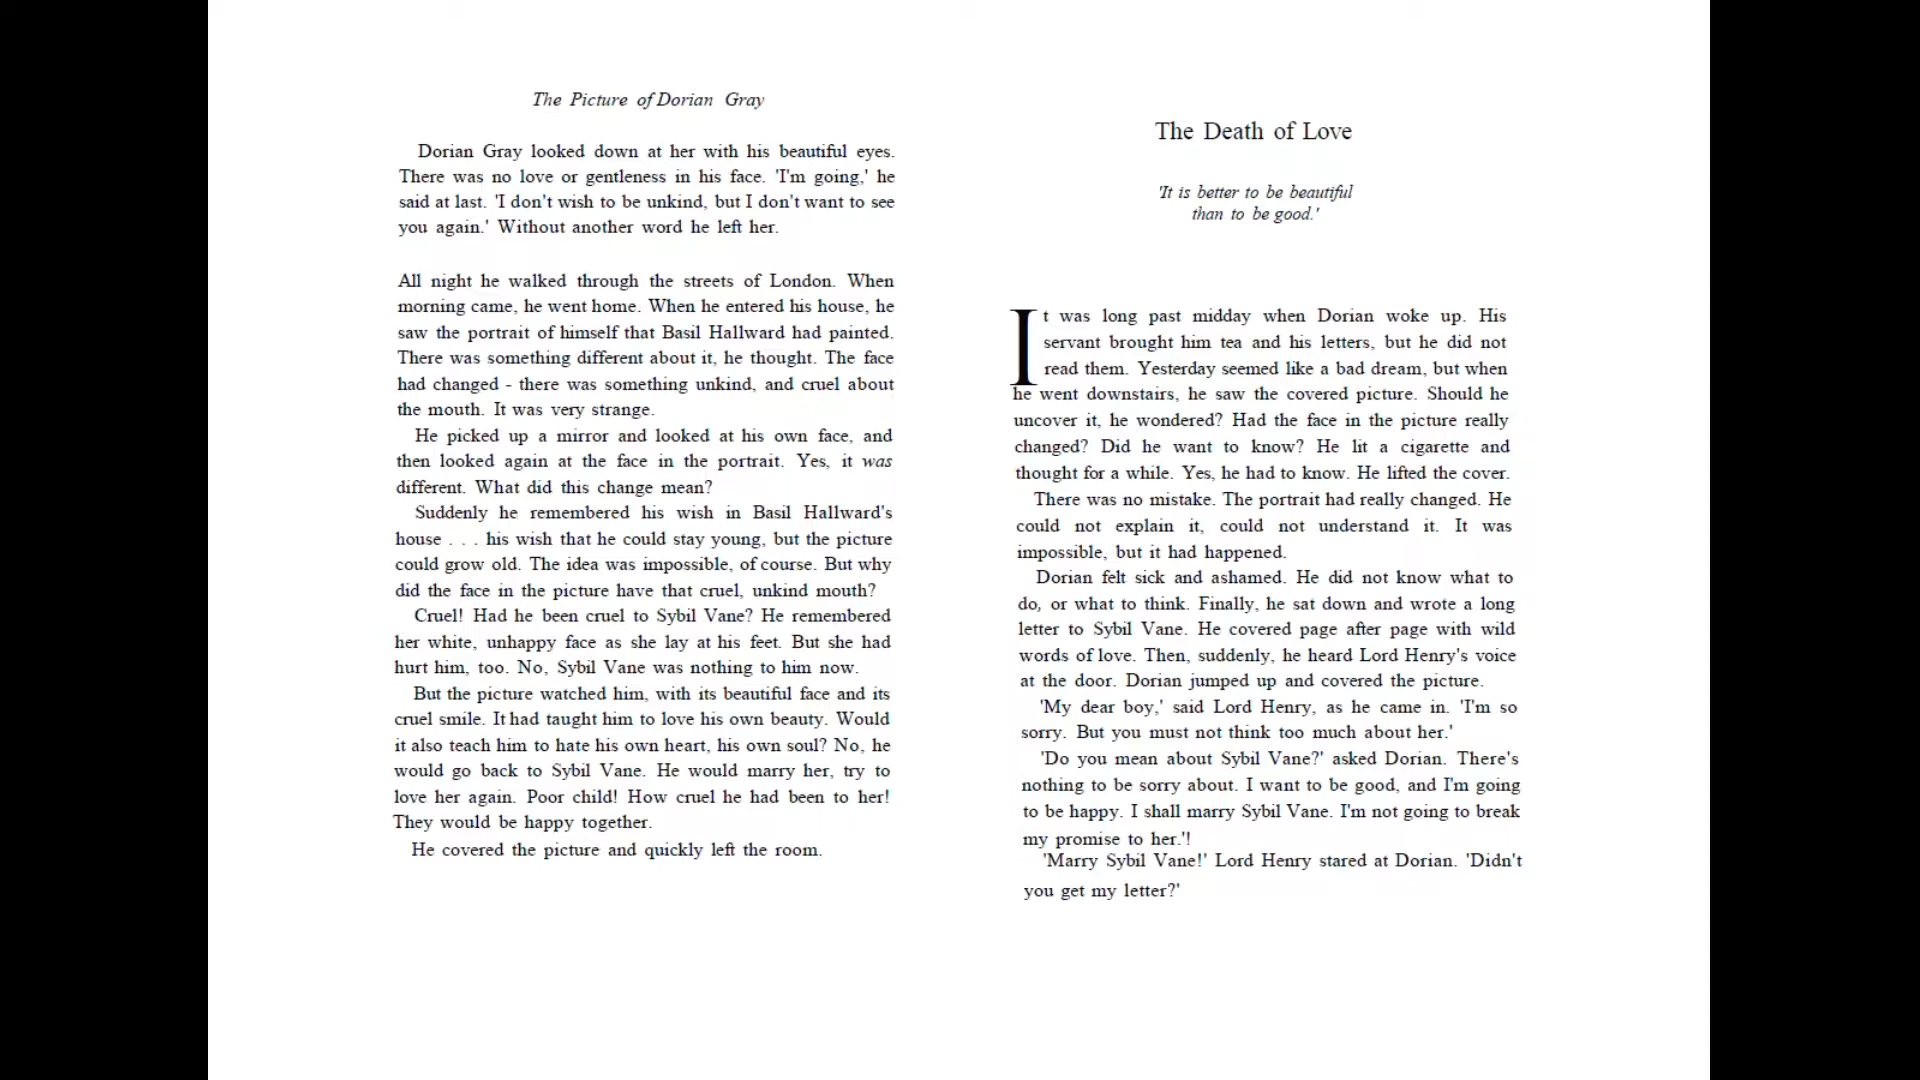 The Picture of Dorian Gray
Dorian Gray looked down at her with his beautiful eyes.
There was no love or gentleness in his face. 'I'm going,' he
said at last. 'I don't wish to be unkind, but I don't want to see
you again.' Without another word he left her.
All night he walked through the streets of London. When
morning came, he went home. When he entered his house, he
saw the portrait of himself that Basil Hallward had painted.
There was something different about it, he thought. The face
had changed - there was something unkind, and cruel about
the mouth. It was very strange.
He picked up a mirror and looked at his own face, and
then looked again at the face in the portrait. Yes, it was
different. What did this change mean?
Suddenly he remembered his wish in Basil Hallward's
house . . . his wish that he could stay young, but the picture
could grow old. The idea was impossible, of course. But why
did the face in the picture have that cruel, unkind mouth?
Cruel! Had he been cruel to Sybil Vane? He remembered
her white, unhappy face as she lay at his feet. But she had
hurt him, too. No, Sybil Vane was nothing to him now.
But the picture watched him, with its beautiful face and its
cruel smile. It had taught him to love his own beauty. Would
it also teach him to hate his own heart, his own soul? No, he
would go back to Sybil Vane. He would marry her, try to
love her again. Poor child! How cruel he had been to her!
They would be happy together.
He covered the picture and quickly left the room.
The Death of Love
'It is better to be beautiful
than to be good.'
It was long past midday when Dorian woke up. His
servant brought him tea and his letters, but he did not
read them. Yesterday seemed like a bad dream, but when
he went downstairs, he saw the covered picture. Should he
uncover it, he wondered? Had the face in the picture really
changed? Did he want to know? He lit a cigarette and
thought for a while. Yes, he had to know. He lifted the cover.
There was no mistake. The portrait had really changed. He
could not explain it, could not understand it. It was
impossible, but it had happened.
Dorian felt sick and ashamed. He did not know what to
do, or what to think. Finally, he sat down and wrote a long
letter to Sybil Vane. He covered page after page with wild
words of love. Then, suddenly, he heard Lord Henry's voice
at the door. Dorian jumped up and covered the picture.
'My dear boy,' said Lord Henry, as he came in. 'I'm so
sorry. But you must not think too much about her.'
'Do you mean about Sybil Vane?' asked Dorian. There's
nothing to be sorry about. I want to be good, and I'm going
to be happy. I shall marry Sybil Vane. I'm not going to break
my promise to her.'!
'Marry Sybil Vane!' Lord Henry stared at Dorian. 'Didn't
you get my letter?'